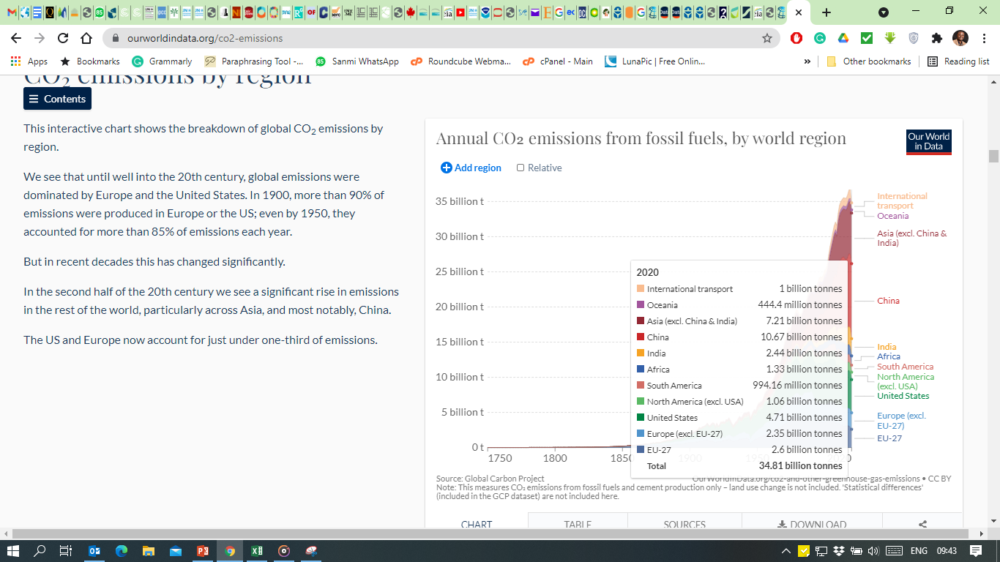 ourworldindata.org/co2-emissions
Apps Bookmarks Grammarly Paraphrasing Tool -... Sanmi WhatsApp Roundcube Webma... cPanel - Main LunaPic | Free Onlin... » Other bookmarks Reading list
CO₂ emissions by region
Contents
This interactive chart shows the breakdown of global CO₂ emissions by
region.
We see that until well into the 20th century, global emissions were
dominated by Europe and the United States. In 1900, more than 90% of
emissions were produced in Europe or the US; even by 1950, they
accounted for more than 85% of emissions each year.
But in recent decades this has changed significantly.
In the second half of the 20th century we see a significant rise in emissions
in the rest of the world, particularly across Asia, and most notably, China.
The US and Europe now account for just under one-third of emissions.
Annual CO₂ emissions from fossil fuels, by world region
Our World
in Data
Add region Relative
35 billion t
30 billion t
25 billion t
20 billion t
15 billion t
10 billion t
5 billion t
0 t
1750 1800 1850 1900 1950 2020
2020
International transport 1 billion tonnes
Oceania 444.4 million tonnes
Asia (excl. China & India) 7.21 billion tonnes
China 10.67 billion tonnes
India 2.44 billion tonnes
Africa 1.33 billion tonnes
South America 994.16 million tonnes
North America (excl. USA) 1.06 billion tonnes
United States 4.71 billion tonnes
Europe (excl. EU-27) 2.35 billion tonnes
EU-27 2.6 billion tonnes
Total 34.81 billion tonnes
International
transport
Oceania
Asia (excl. China &
India)
China
India
Africa
South America
North America
(excl. USA)
United States
Europe (excl.
EU-27)
EU-27
Source: Global Carbon Project OurWorldInData.org/co2-and-other-greenhouse-gas-emissions • CC BY
Note: This measures CO₂ emissions from fossil fuels and cement production only – land use change is not included. 'Statistical differences'
(included in the GCP dataset) are not included here.
CHART TABLE SOURCES DOWNLOAD
ENG 09:43